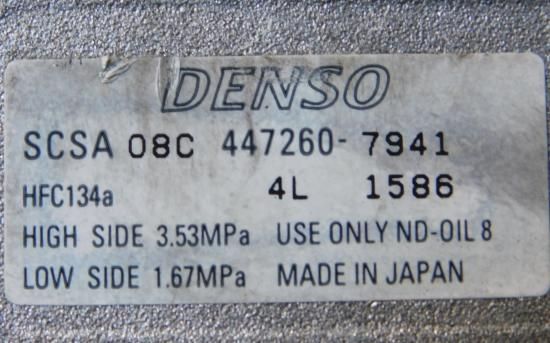 DENSO
SCSA 08C 447260-7941
HFC134a 4L 1586
HIGH SIDE 3.53MPa USE ONLY ND-OIL 8
LOW SIDE 1.67MPa MADE IN JAPAN